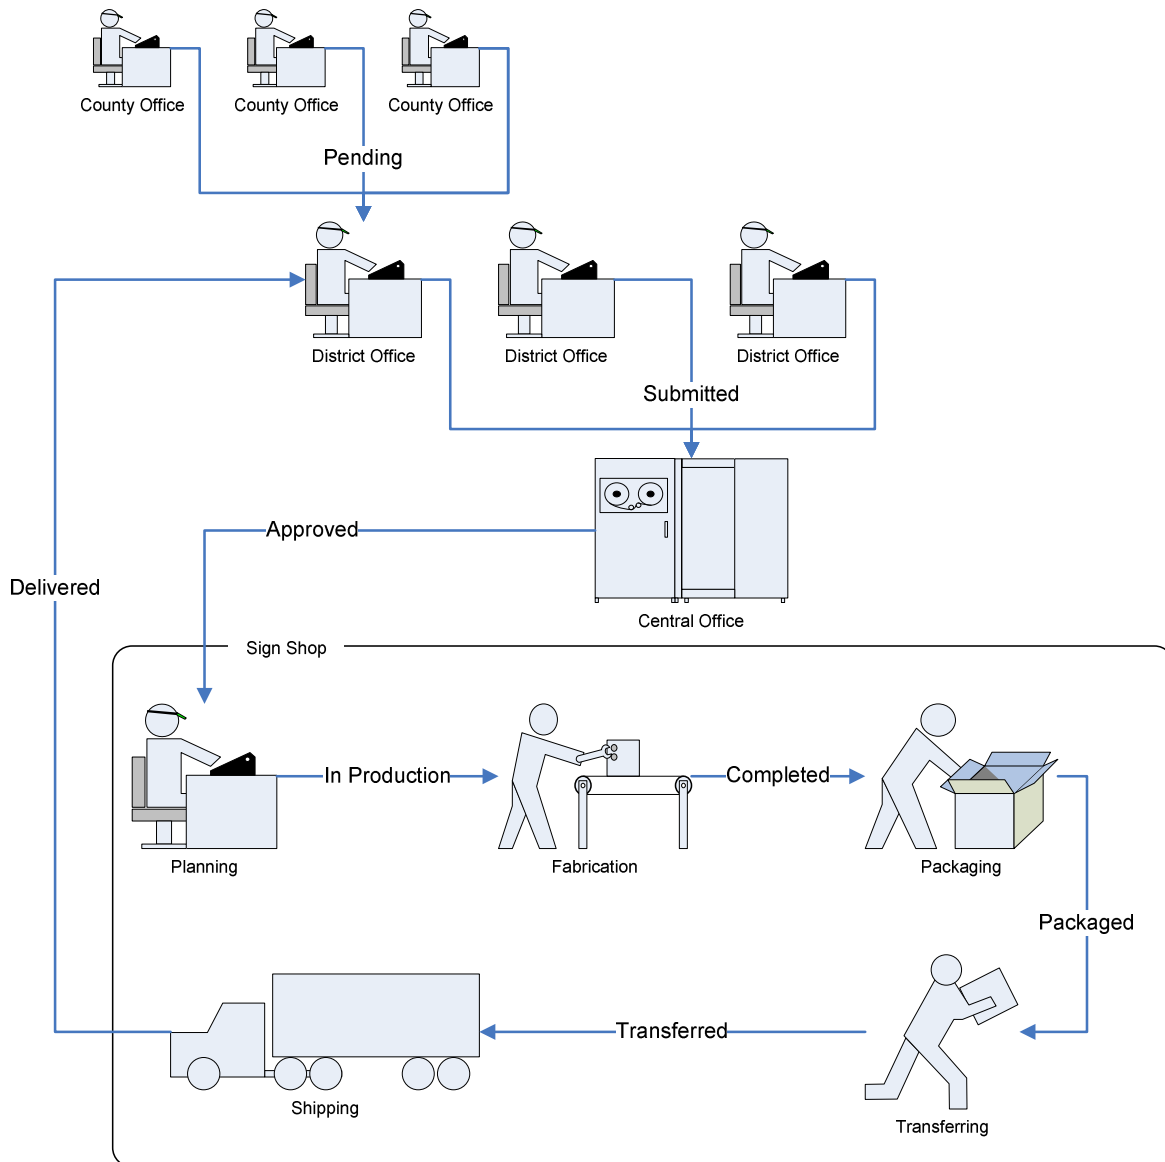 County Office
County Office
County Office
Pending
District Office
District Office
District Office
Submitted
Approved
Delivered
Central Office
Sign Shop
In Production
Completed
Planning
Fabrication
Packaging
Packaged
Transferred
Shipping
Transferring